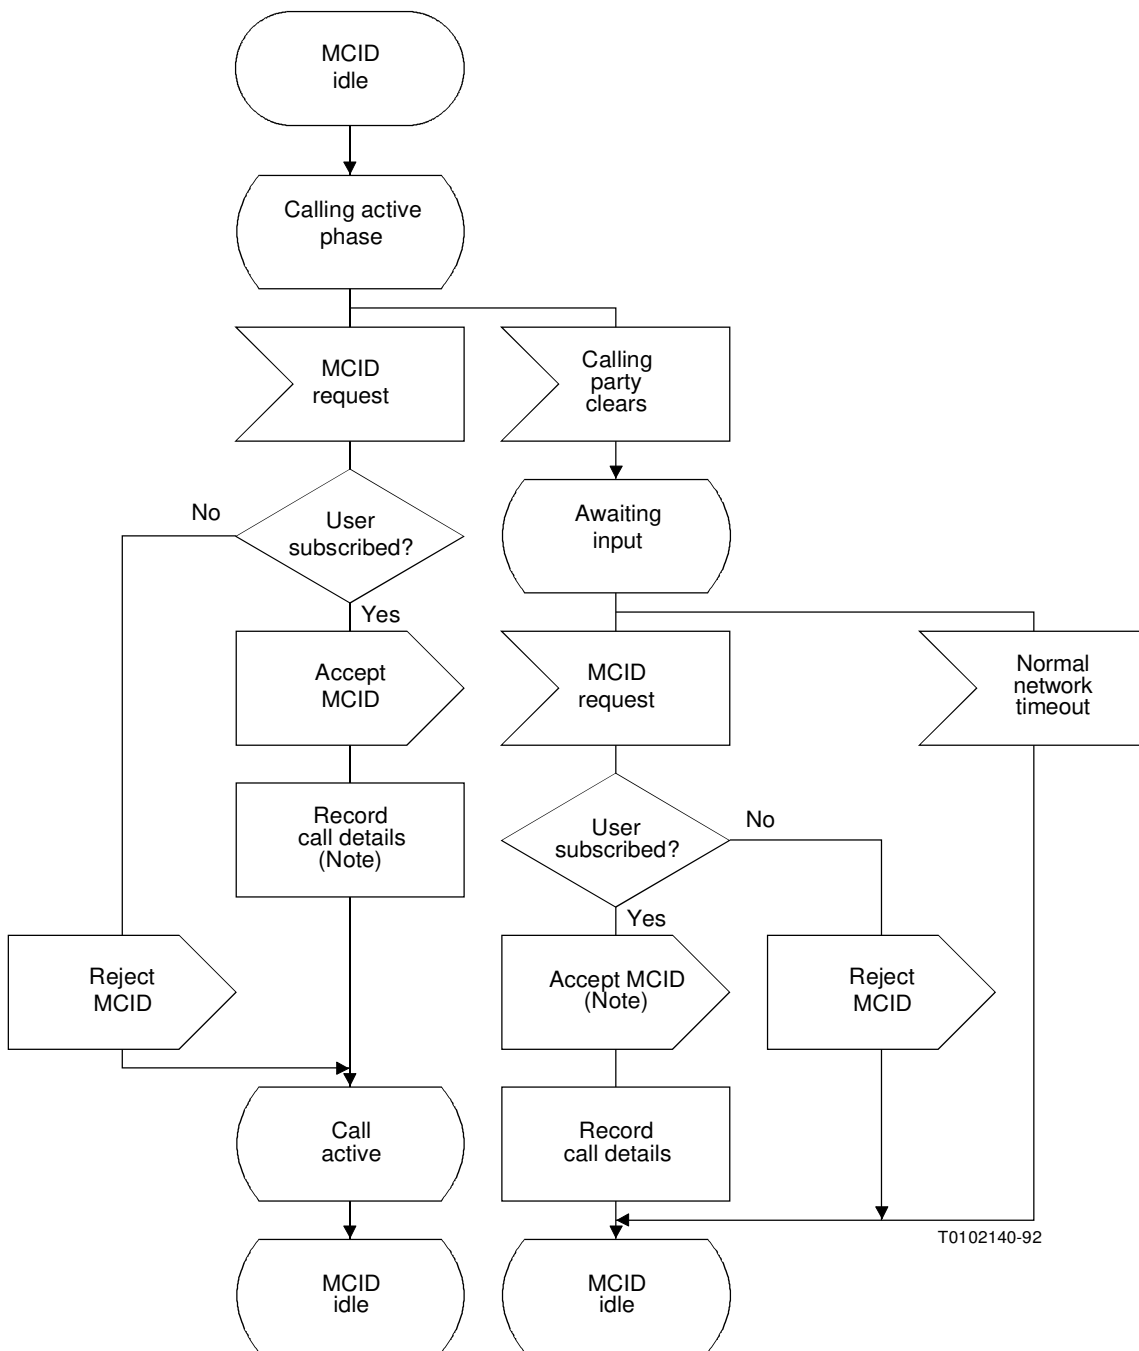 MCID
idle
Calling active
phase
MCID
request
Calling
party
clears
No
User
subscribed?
Awaiting
input
Yes
Accept
MCID
MCID
request
Normal
network
timeout
Record
call details
(Note)
User
subscribed?
No
Yes
Reject
MCID
Accept MCID
(Note)
Reject
MCID
Call
active
Record
call details
T0102140-92
MCID
idle
MCID
idle